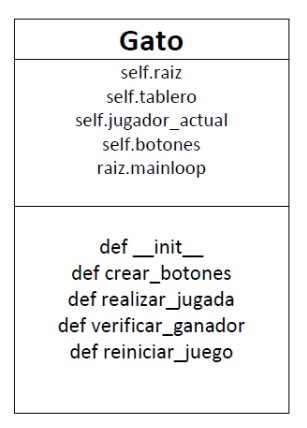 Gato
self.raiz
self.tablero
self.jugador_actual
self.botones
raiz.mainloop
def __init__
def crear_botones
def realizar_jugada
def verificar_ganador
def reiniciar_juego